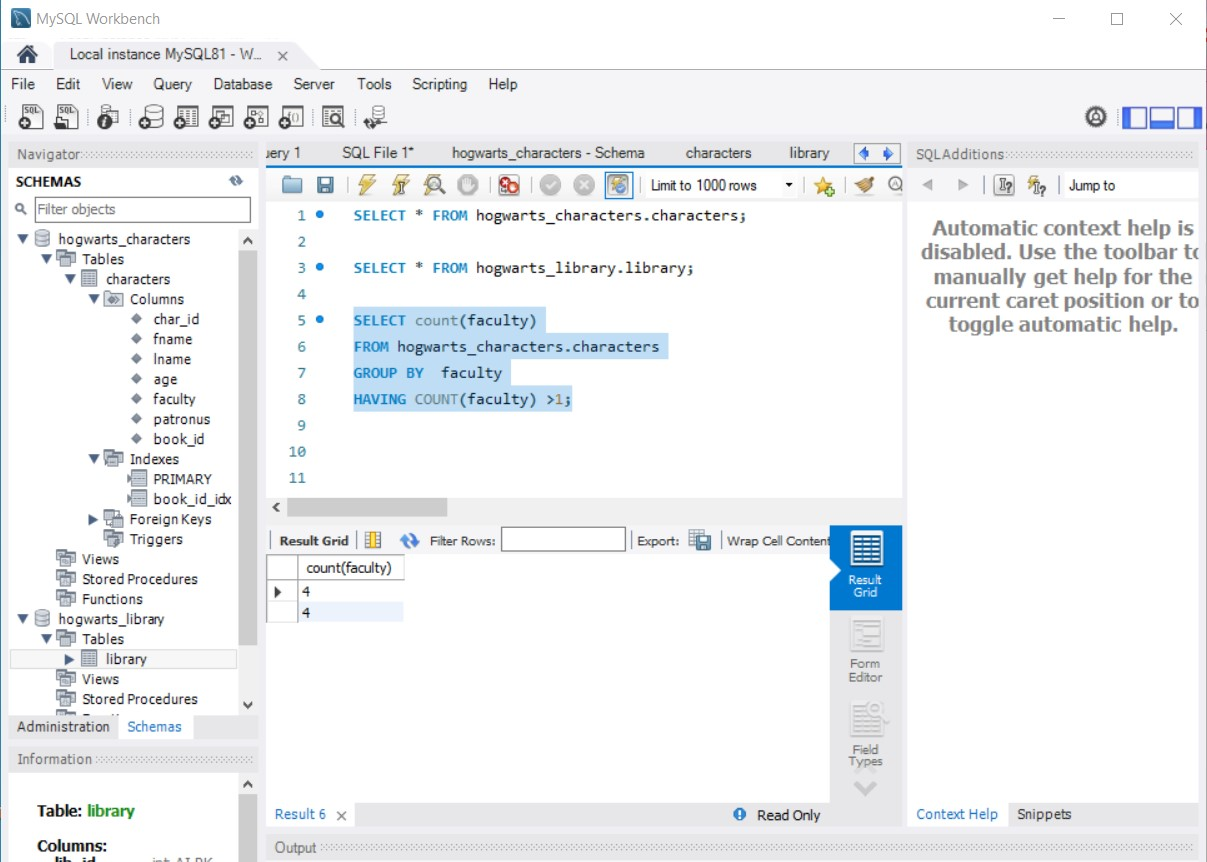 MySQL Workbench
Local instance MySQL81 - W...
File Edit View Query Database Server Tools Scripting Help
Navigator
SCHEMAS
Filter objects
hogwarts_characters
Tables
characters
Columns
char_id
fname
lname
age
faculty
patronus
book_id
Indexes
PRIMARY
book_id_idx
Foreign Keys
Triggers
Views
Stored Procedures
Functions
hogwarts_library
Tables
library
Views
Stored Procedures
Administration Schemas
Information
Table: library
Columns:
lib_id int AI PK
uery 1 SQL File 1* hogwarts_characters - Schema characters library
Limit to 1000 rows
1 SELECT * FROM hogwarts_characters.characters;
2
3 SELECT * FROM hogwarts_library.library;
4
5 SELECT count(faculty)
6 FROM hogwarts_characters.characters
7 GROUP BY  faculty
8 HAVING COUNT(faculty) >1;
9
10
11
Result Grid Filter Rows: Export: Wrap Cell Conten
count(faculty)
4
4
Result
Grid
Form
Editor
Field
Types
Result 6 Read Only
Output
SQLAdditions
Jump to
Automatic context help is
disabled. Use the toolbar to
manually get help for the
current caret position or to
toggle automatic help.
Context Help Snippets